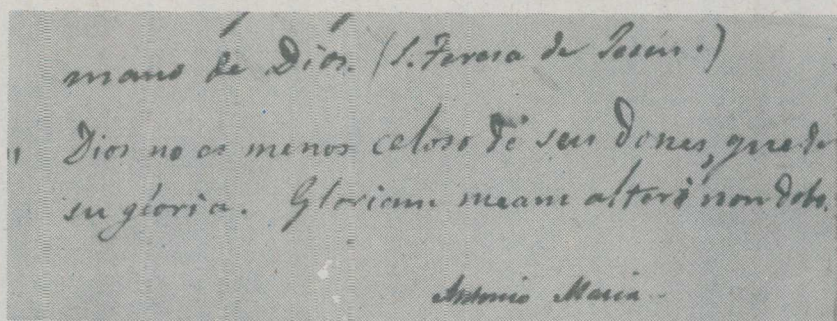 mano de Dios. (S. Teresa de Jesús.)
" Dios no es menos celoso de sus dones, que de
su gloria. Gloriam meam alteri non dabo.
Antonio María